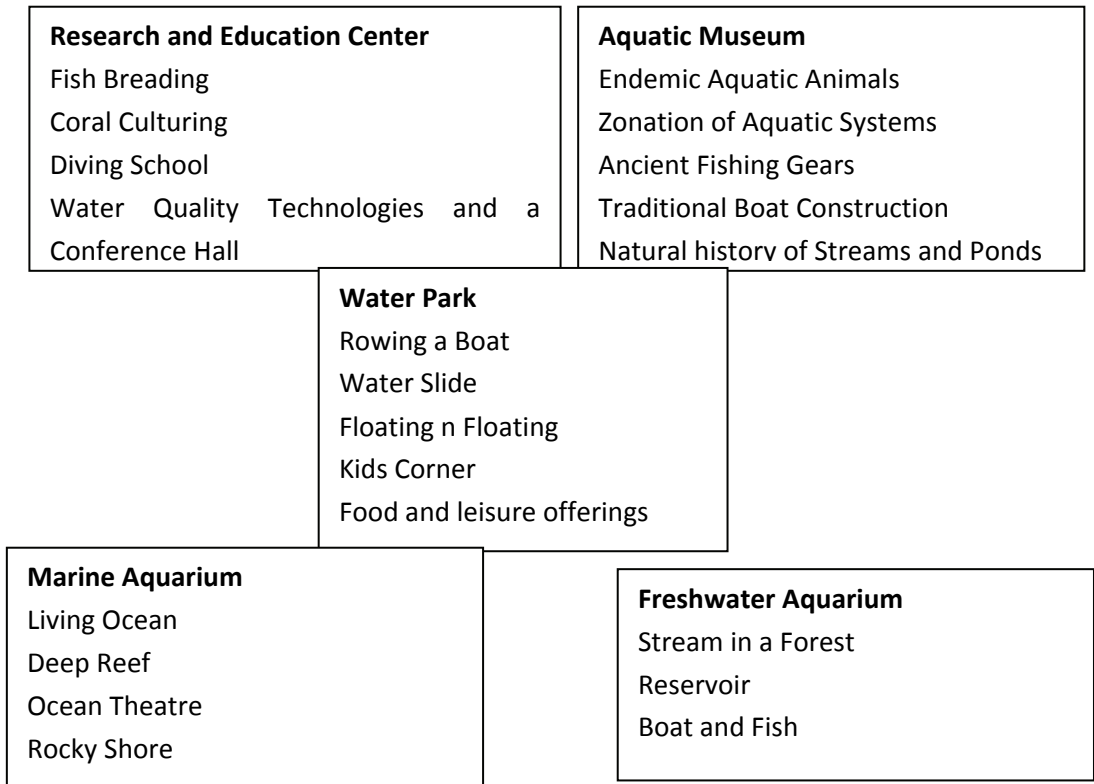 Research and Education Center
Fish Breading
Coral Culturing
Diving School
Water Quality Technologies and a
Conference Hall
Aquatic Museum
Endemic Aquatic Animals
Zonation of Aquatic Systems
Ancient Fishing Gears
Traditional Boat Construction
Natural history of Streams and Ponds
Water Park
Rowing a Boat
Water Slide
Floating n Floating
Kids Corner
Food and leisure offerings
Marine Aquarium
Living Ocean
Deep Reef
Ocean Theatre
Rocky Shore
Freshwater Aquarium
Stream in a Forest
Reservoir
Boat and Fish